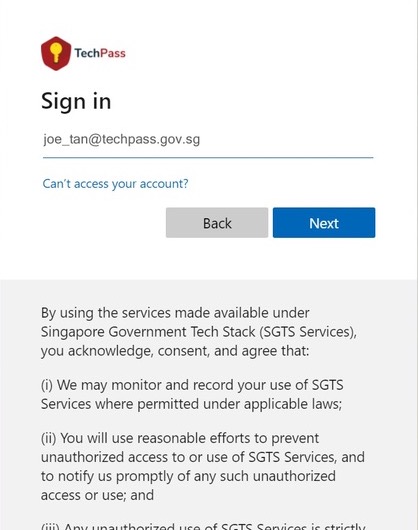 TechPass
Sign in
joe_tan@techpass.gov.sg
Can't access your account?
Back
Next
By using the services made available under
Singapore Government Tech Stack (SGTS Services),
you acknowledge, consent, and agree that:
(i) We may monitor and record your use of SGTS
Services where permitted under applicable laws;
(ii) You will use reasonable efforts to prevent
unauthorized access to or use of SGTS Services, and
to notify us promptly of any such unauthorized
access or use; and
(iii) Any unauthorized use of SGTS Services is strictly